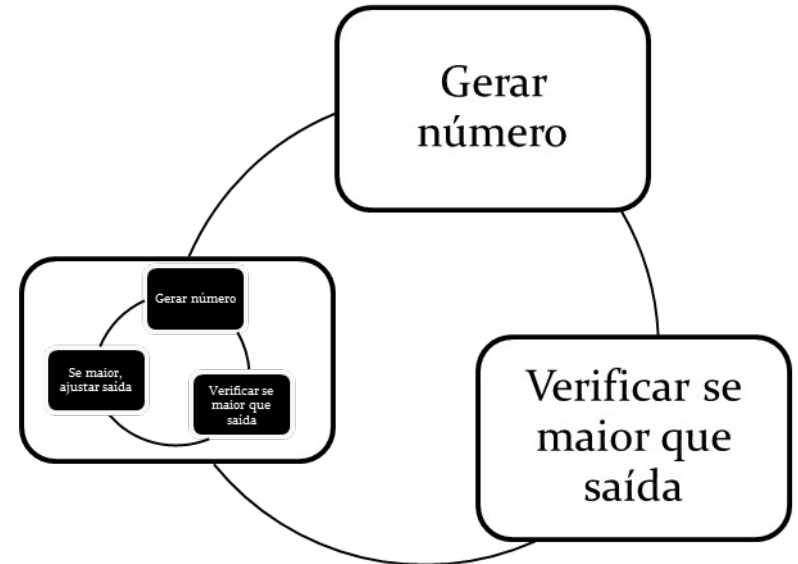 Gerar
número
Verificar se
maior que
saída
Gerar número
Verificar se
maior que
saída
Se maior,
ajustar saída